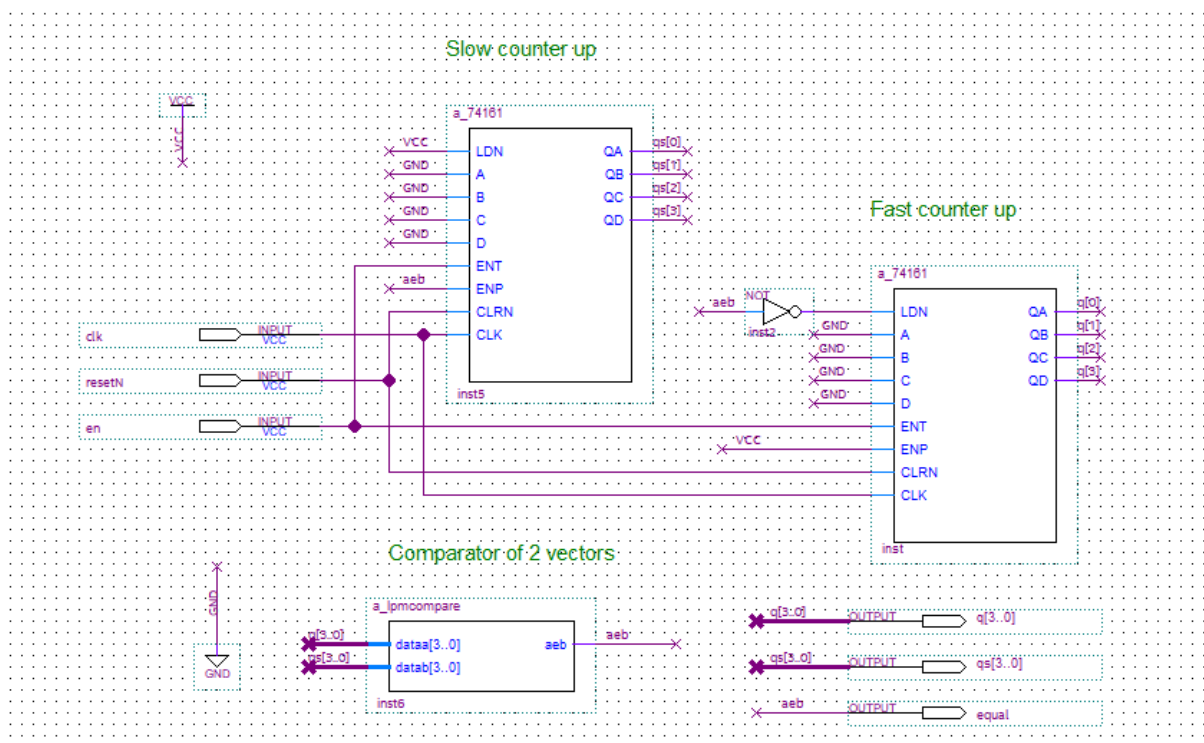 Slow counter up
VCC
VCC
a_74161
VCC
LDN
QA
qs[0]
GND
A
QB
qs[1]
GND
B
QC
qs[2]
GND
C
QD
qs[3]
GND
D
ENT
aeb
ENP
CLRN
CLK
inst5
Fast counter up
a_74161
aeb
NOT
inst2
LDN
QA
q[0]
GND
A
QB
q[1]
GND
B
QC
q[2]
GND
C
QD
q[3]
GND
D
ENT
VCC
ENP
CLRN
CLK
inst
clk
INPUT
VCC
resetN
INPUT
VCC
en
INPUT
VCC
Comparator of 2 vectors
GND
GND
a_lpmcompare
q[3..0]
dataa[3..0]
aeb
aeb
qs[3..0]
datab[3..0]
inst6
q[3..0]
OUTPUT
q[3..0]
qs[3..0]
OUTPUT
qs[3..0]
aeb
OUTPUT
equal